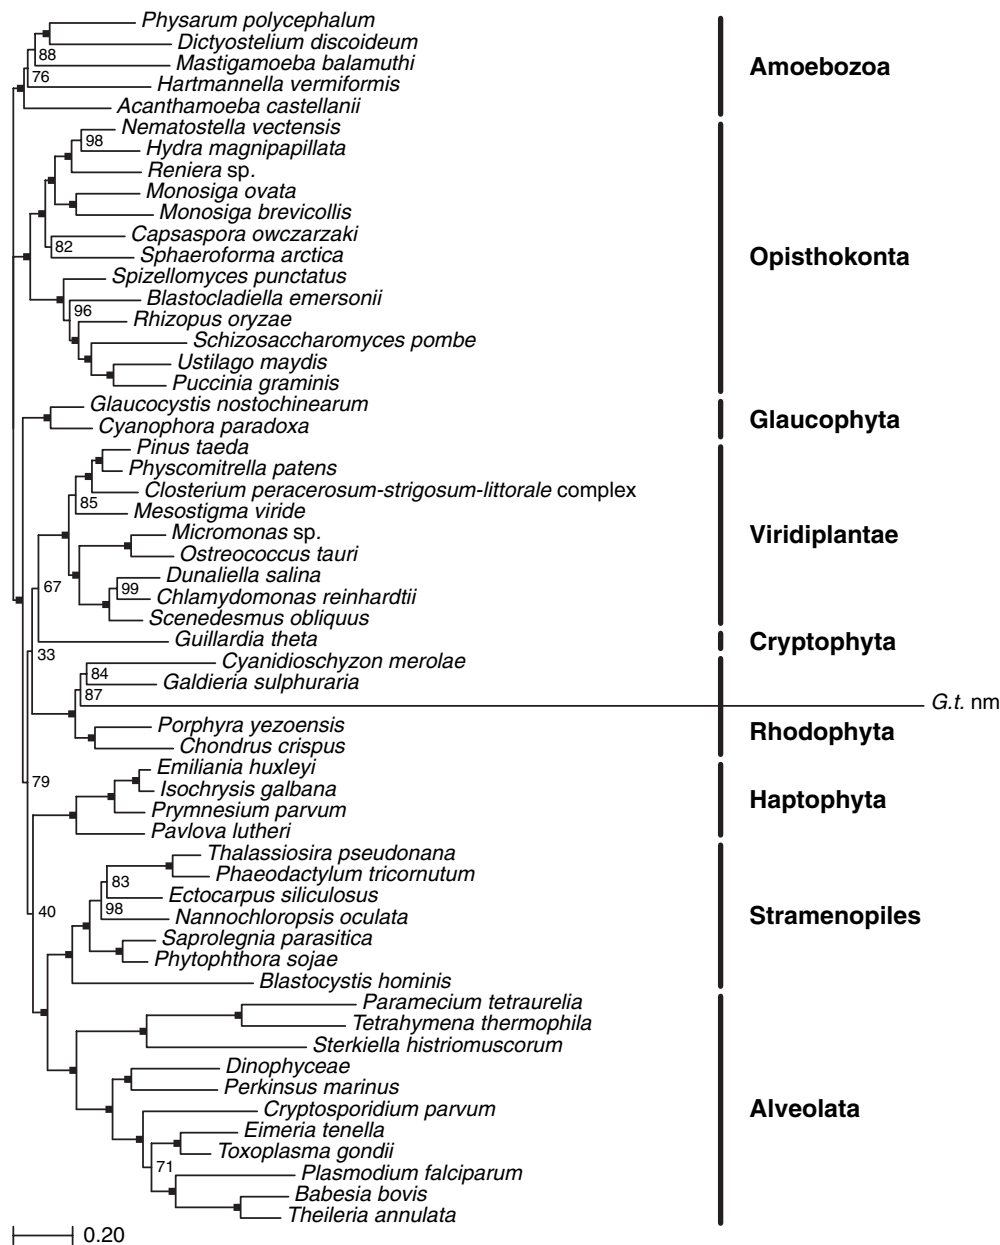 Physarum polycephalum
Dictyostelium discoideum
88
Mastigamoeba balamuthi
Amoebozoa
76
Hartmannella vermiformis
Acanthamoeba castellanii
Nematostella vectensis
98
Hydra magnipapillata
Reniera sp.
Monosiga ovata
Monosiga brevicollis
Capsaspora owczarzaki
82
Sphaeroforma arctica
Opisthokonta
Spizellomyces punctatus
Blastocladiella emersonii
96
Rhizopus oryzae
Schizosaccharomyces pombe
Ustilago maydis
Puccinia graminis
Glaucocystis nostochinearum
Glaucophyta
Cyanophora paradoxa
Pinus taeda
Physcomitrella patens
Closterium peracerosum-strigosum-littorale complex
85
Mesostigma viride
Micromonas sp.
Viridiplantae
Ostreococcus tauri
Dunaliella salina
67
99
Chlamydomonas reinhardtii
Scenedesmus obliquus
Guillardia theta
Cryptophyta
33
Cyanidioschyzon merolae
84
Galdieria sulphuraria
87
G.t. nm
Porphyra yezoensis
Rhodophyta
Chondrus crispus
Emiliania huxleyi
79
Isochrysis galbana
Haptophyta
Prymnesium parvum
Pavlova lutheri
Thalassiosira pseudonana
Phaeodactylum tricornutum
83
Ectocarpus siliculosus
40
98
Nannochloropsis oculata
Stramenopiles
Saprolegnia parasitica
Phytophthora sojae
Blastocystis hominis
Paramecium tetraurelia
Tetrahymena thermophila
Sterkiella histriomuscorum
Dinophyceae
Perkinsus marinus
Cryptosporidium parvum
Alveolata
Eimeria tenella
Toxoplasma gondii
71
Plasmodium falciparum
Babesia bovis
Theileria annulata
0.20